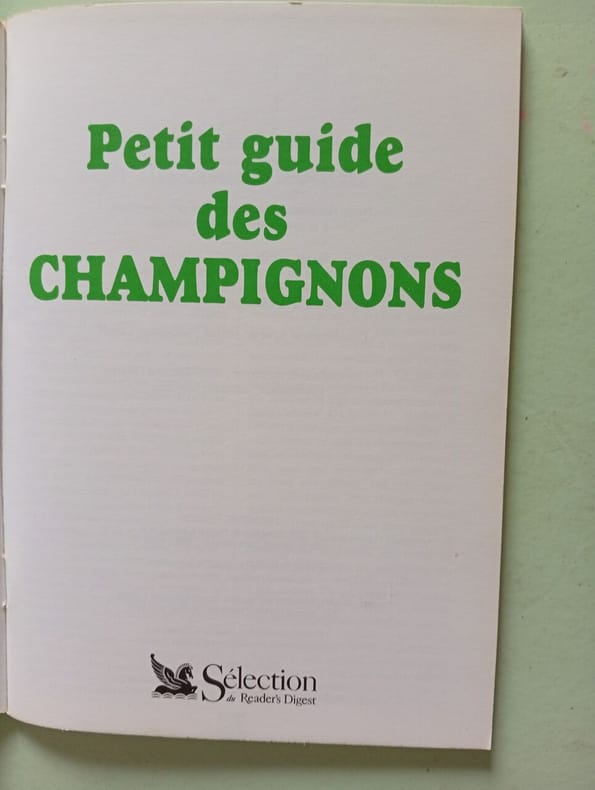 Petit guide
des
CHAMPIGNONS
Sélection
du Reader's Digest